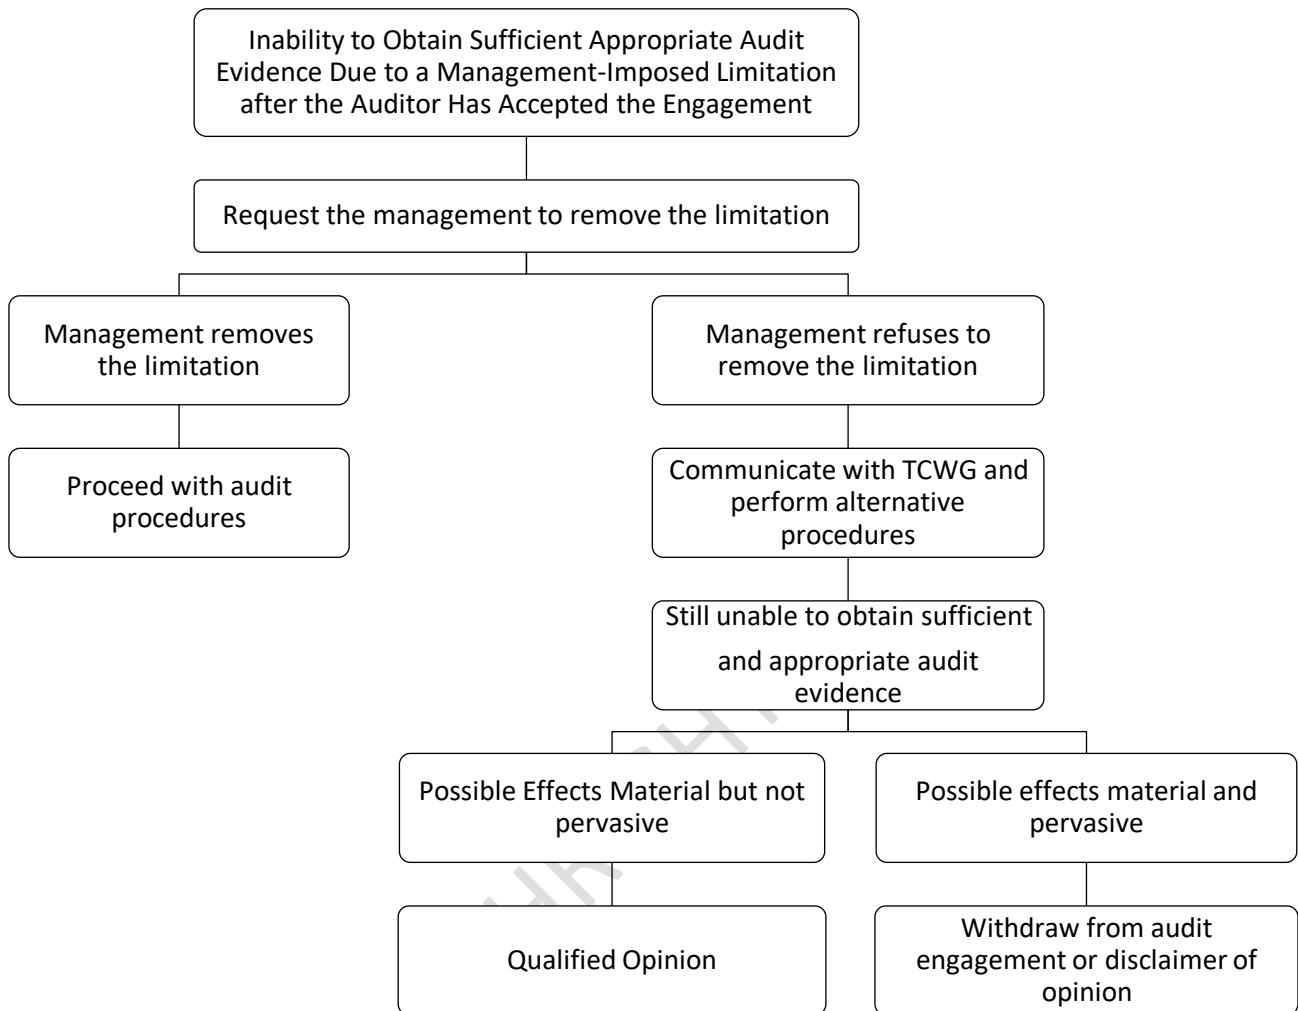 Inability to Obtain Sufficient Appropriate Audit
Evidence Due to a Management-Imposed Limitation
after the Auditor Has Accepted the Engagement
Request the management to remove the limitation
Management removes
the limitation
Management refuses to
remove the limitation
Proceed with audit
procedures
Communicate with TCWG and
perform alternative
procedures
Still unable to obtain sufficient
and appropriate audit
evidence
Possible Effects Material but not
pervasive
Possible effects material and
pervasive
Qualified Opinion
Withdraw from audit
engagement or disclaimer of
opinion